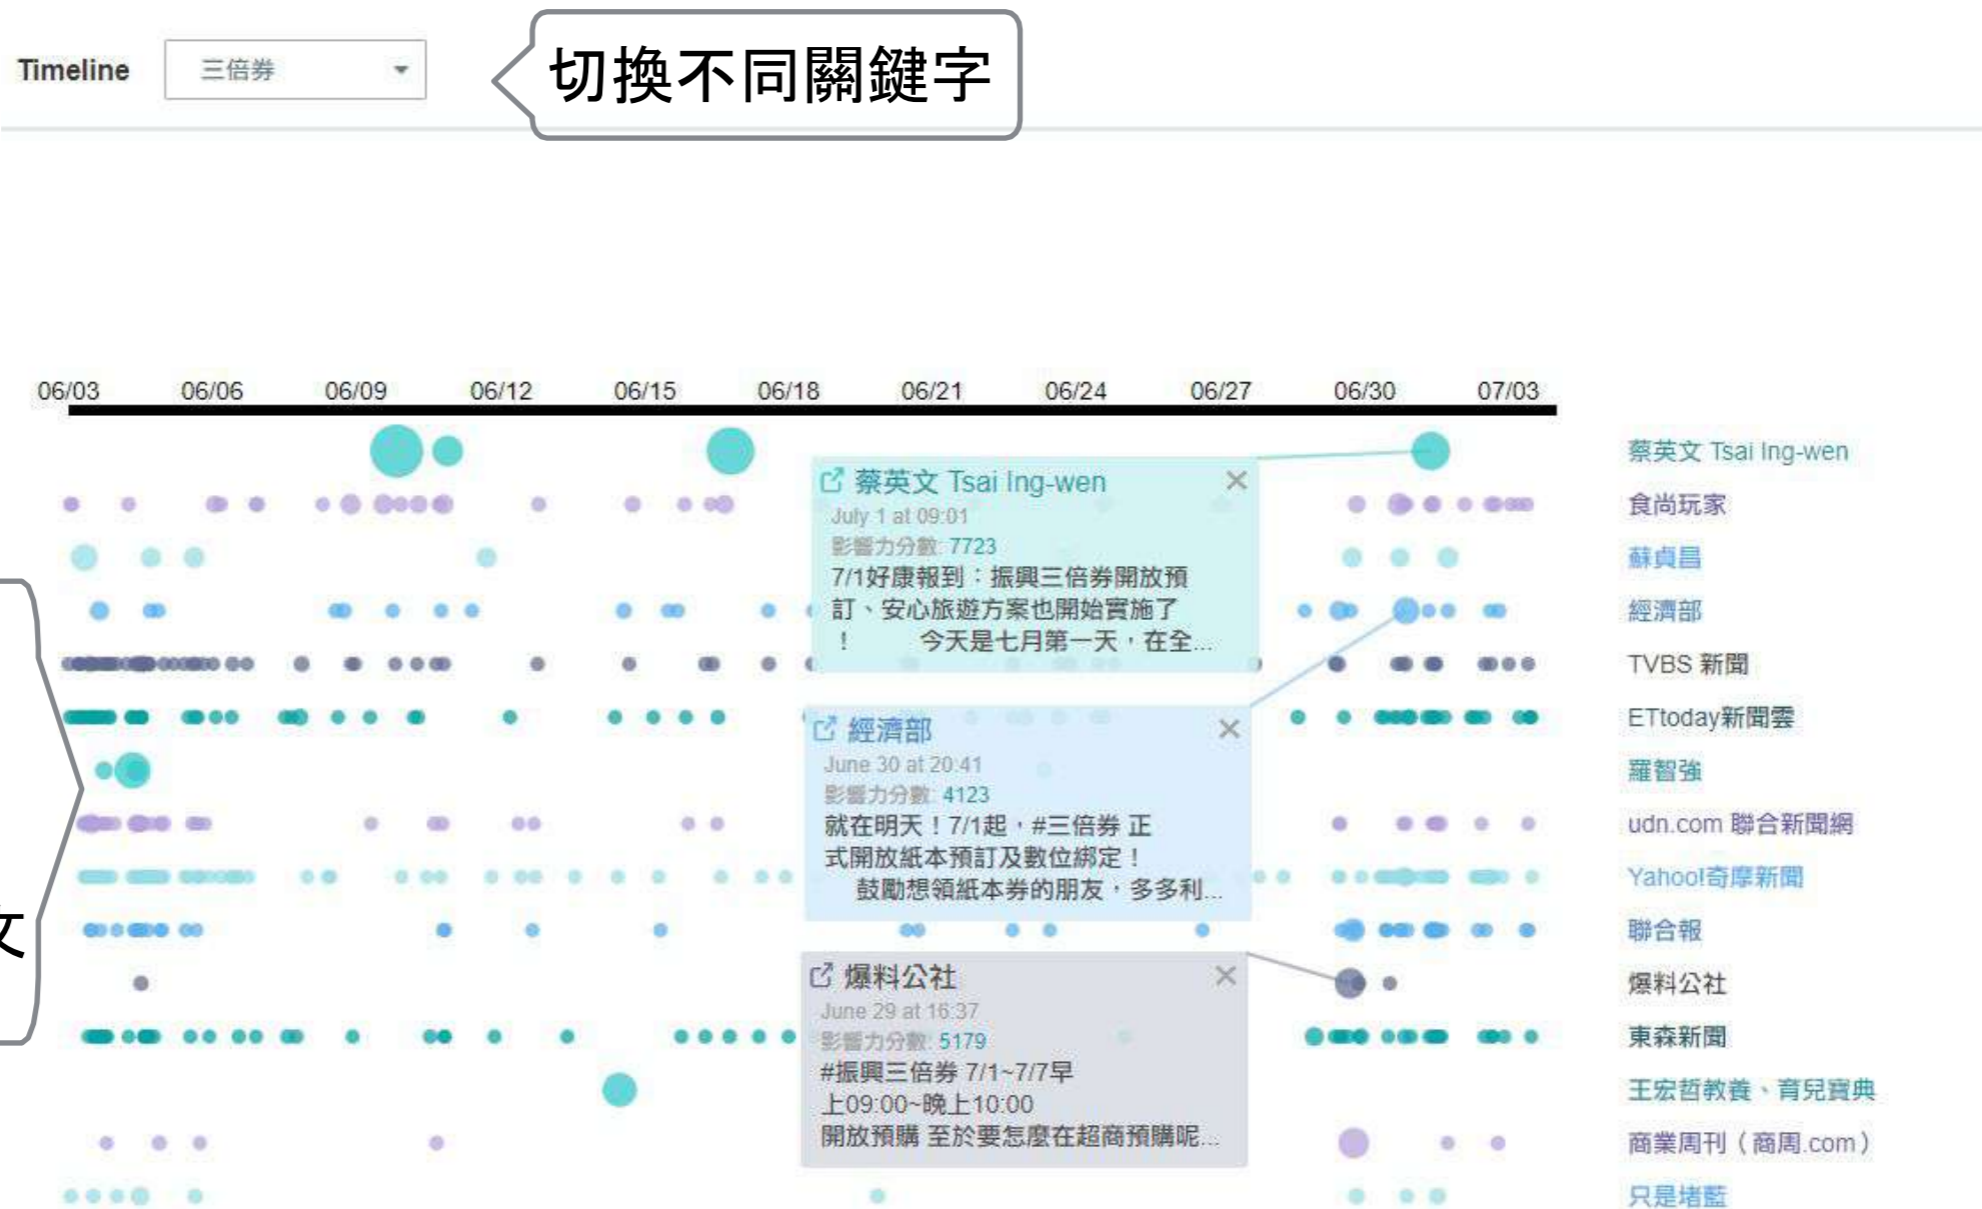 Timeline
三倍券
切換不同關鍵字
06/03 06/06 06/09 06/12 06/15 06/18 06/21 06/24 06/27 06/30 07/03
蔡英文 Tsai Ing-wen
July 1 at 09:01
影響力分數: 7723
7/1好康報到：振興三倍券開放預
訂、安心旅遊方案也開始實施了
！ 今天是七月第一天，在全...
經濟部
June 30 at 20:41
影響力分數: 4123
就在明天！7/1起，#三倍券 正
式開放紙本預訂及數位綁定！
鼓勵想領紙本券的朋友，多多利...
爆料公社
June 29 at 16:37
影響力分數: 5179
#振興三倍券 7/1~7/7早
上09:00~晚上10:00
開放預購 至於要怎麼在超商預購呢...
文
蔡英文 Tsai Ing-wen
食尚玩家
蘇貞昌
經濟部
TVBS 新聞
ETtoday新聞雲
羅智強
udn.com 聯合新聞網
Yahoo!奇摩新聞
聯合報
爆料公社
東森新聞
王宏哲教養、育兒寶典
商業周刊（商周.com）
只是堵藍